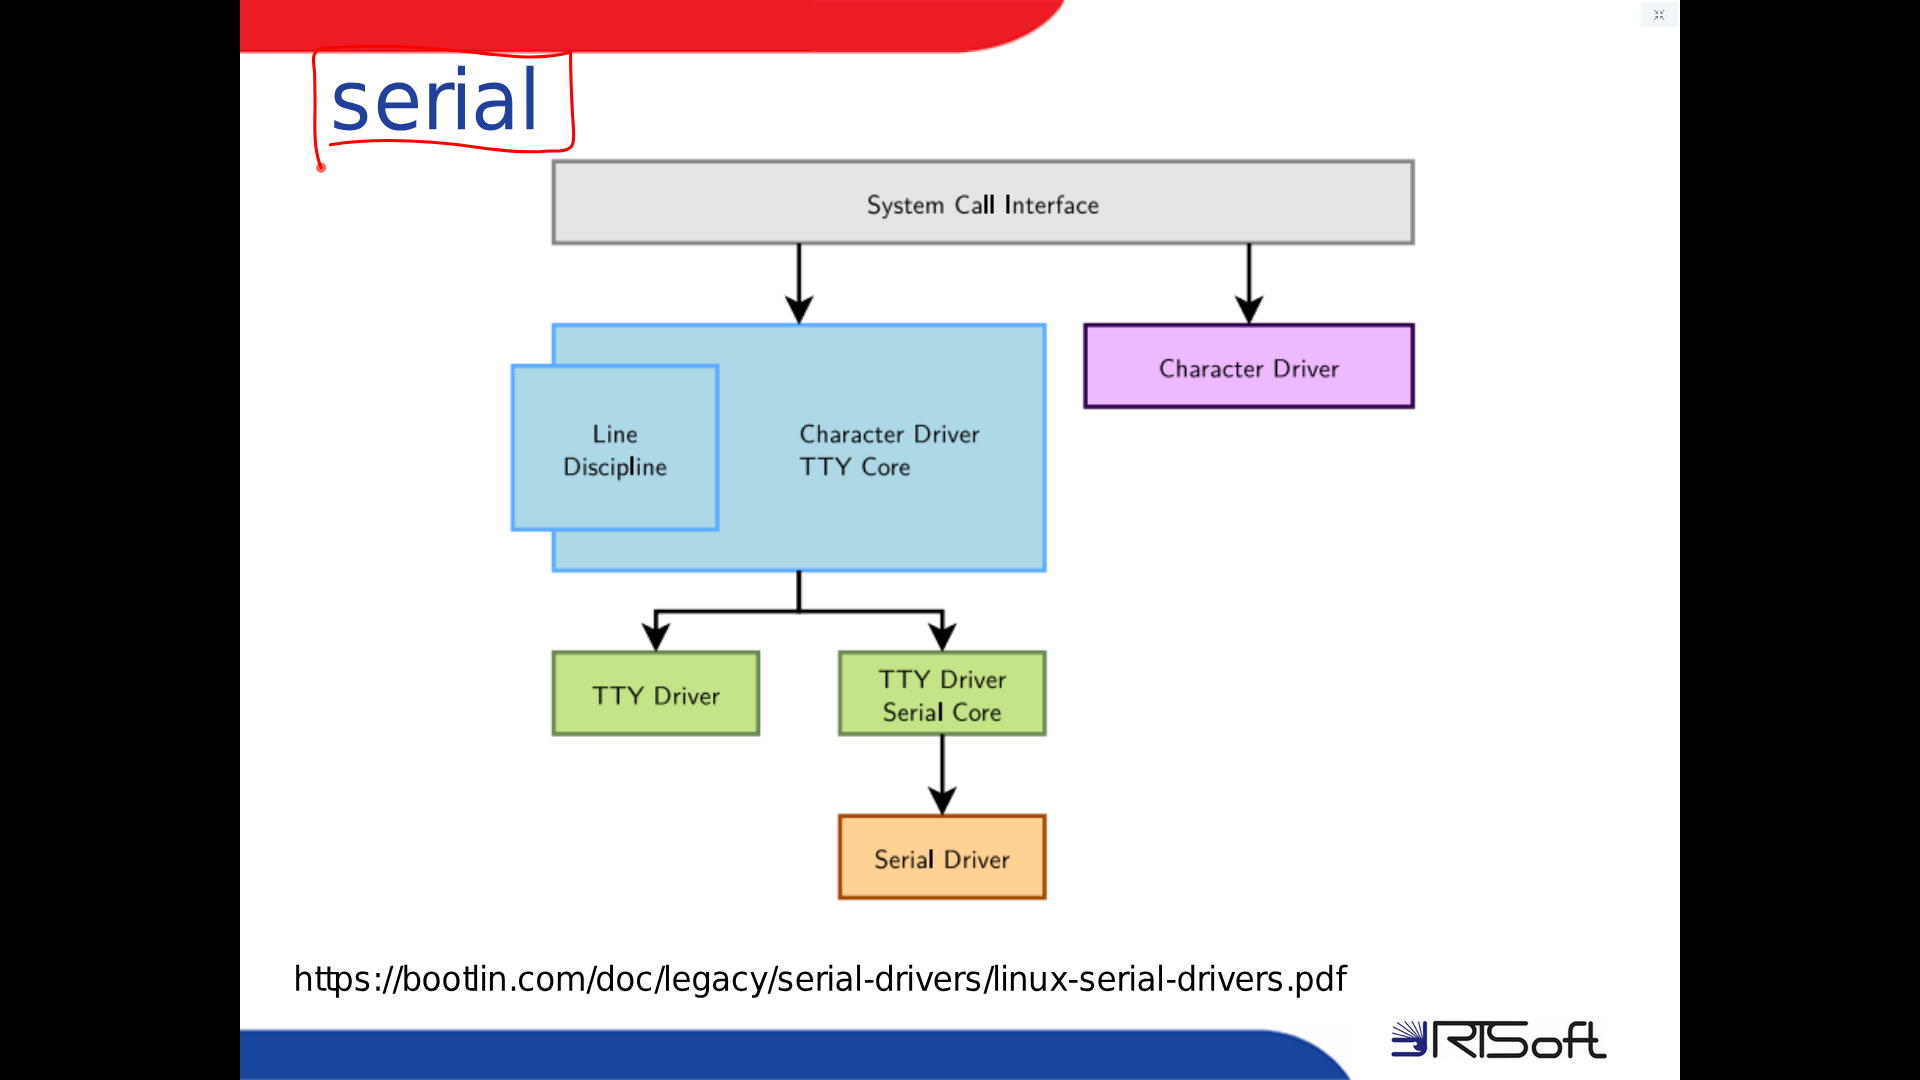 serial
System Call Interface
Character Driver
Line
Discipline
Character Driver
TTY Core
TTY Driver
TTY Driver
Serial Core
Serial Driver
https://bootlin.com/doc/legacy/serial-drivers/linux-serial-drivers.pdf
RTSoft